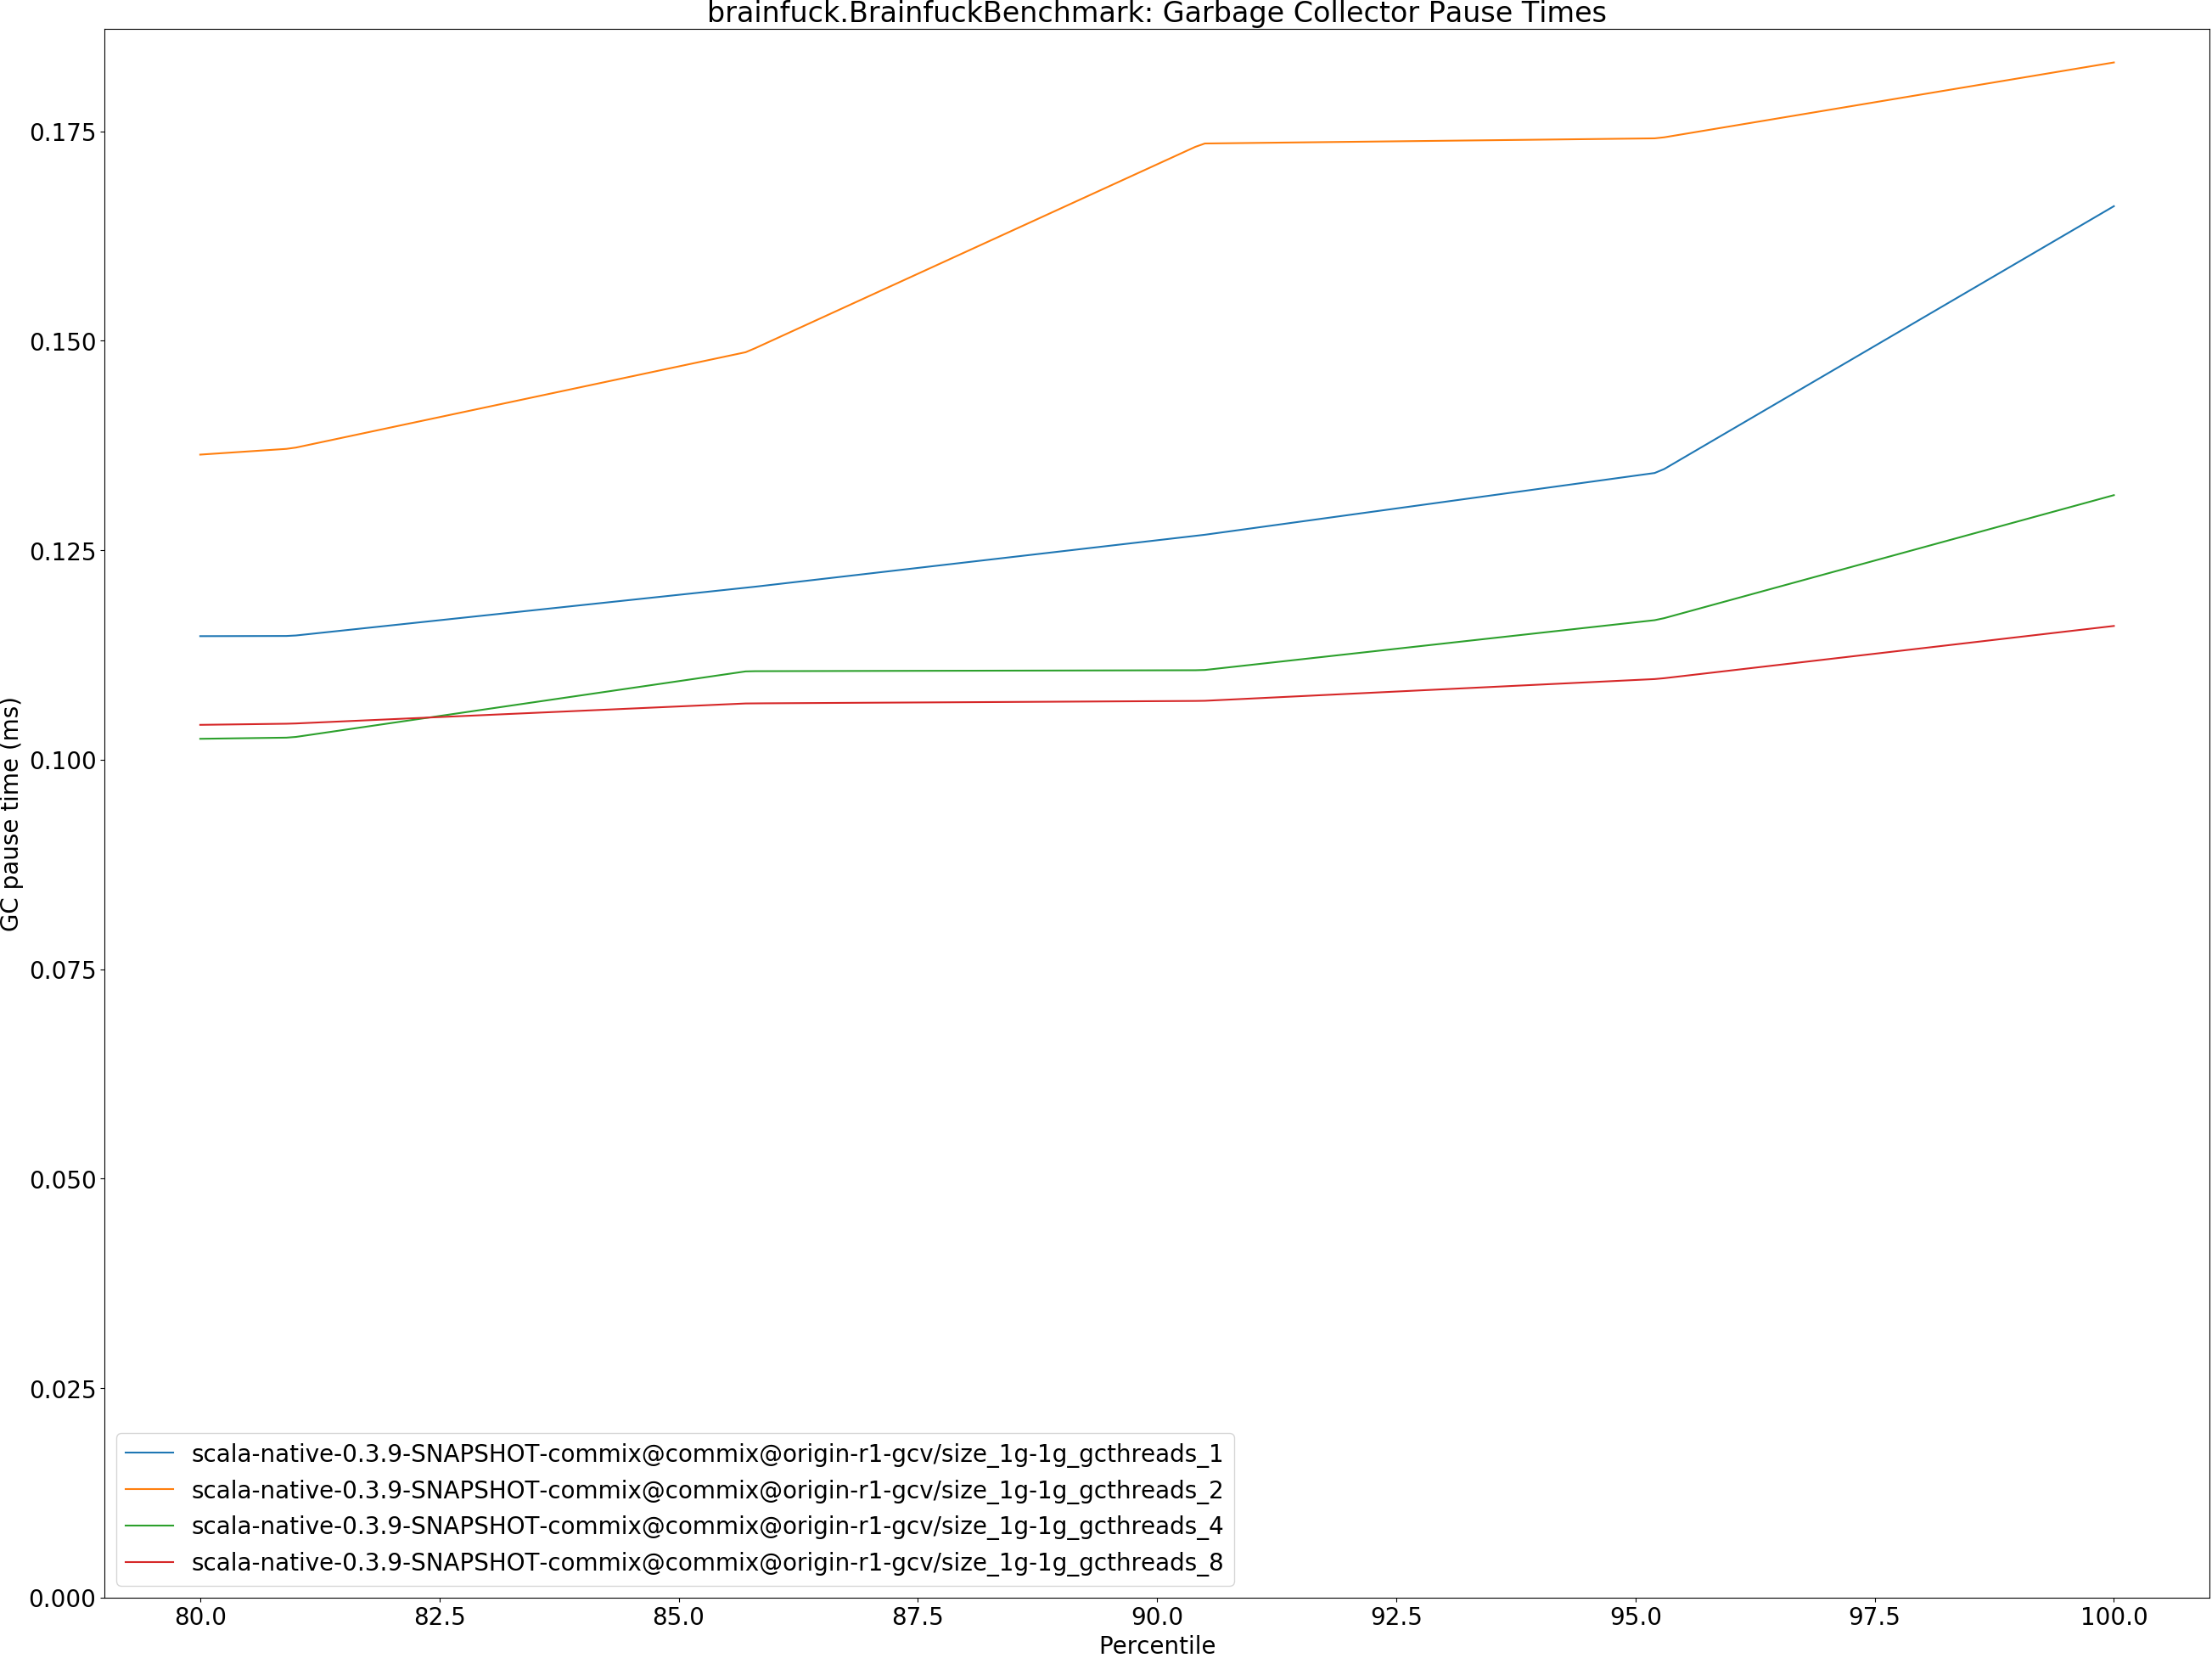 brainfuck.BrainfuckBenchmark: Garbage Collector Pause Times
GC pause time (ms)
0.175
0.150
0.125
0.100
0.075
0.050
0.025
0.000
scala-native-0.3.9-SNAPSHOT-commix@commix@origin-r1-gcv/size_1g-1g_gcthreads_1
scala-native-0.3.9-SNAPSHOT-commix@commix@origin-r1-gcv/size_1g-1g_gcthreads_2
scala-native-0.3.9-SNAPSHOT-commix@commix@origin-r1-gcv/size_1g-1g_gcthreads_4
scala-native-0.3.9-SNAPSHOT-commix@commix@origin-r1-gcv/size_1g-1g_gcthreads_8
80.0 82.5 85.0 87.5 90.0 92.5 95.0 97.5 100.0
Percentile